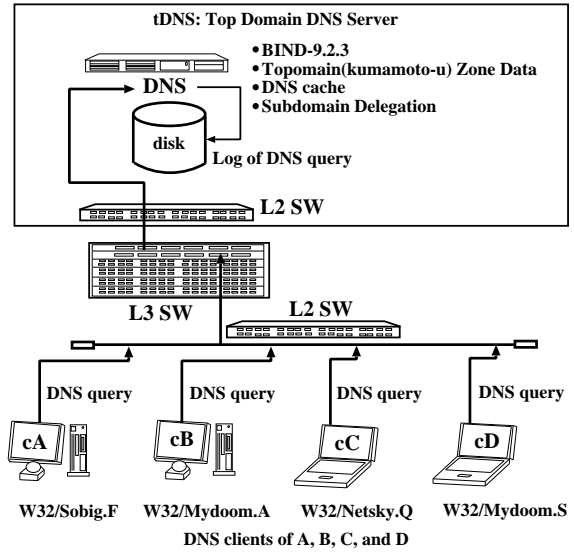 tDNS: Top Domain DNS Server
•BIND-9.2.3
•Topomain(kumamoto-u) Zone Data
•DNS cache
•Subdomain Delegation
DNS
disk
Log of DNS query
L2 SW
L3 SW
L2 SW
DNS query
DNS query
DNS query
DNS query
cA
cB
cC
cD
W32/Sobig.F
W32/Mydoom.A
W32/Netsky.Q
W32/Mydoom.S
DNS clients of A, B, C, and D